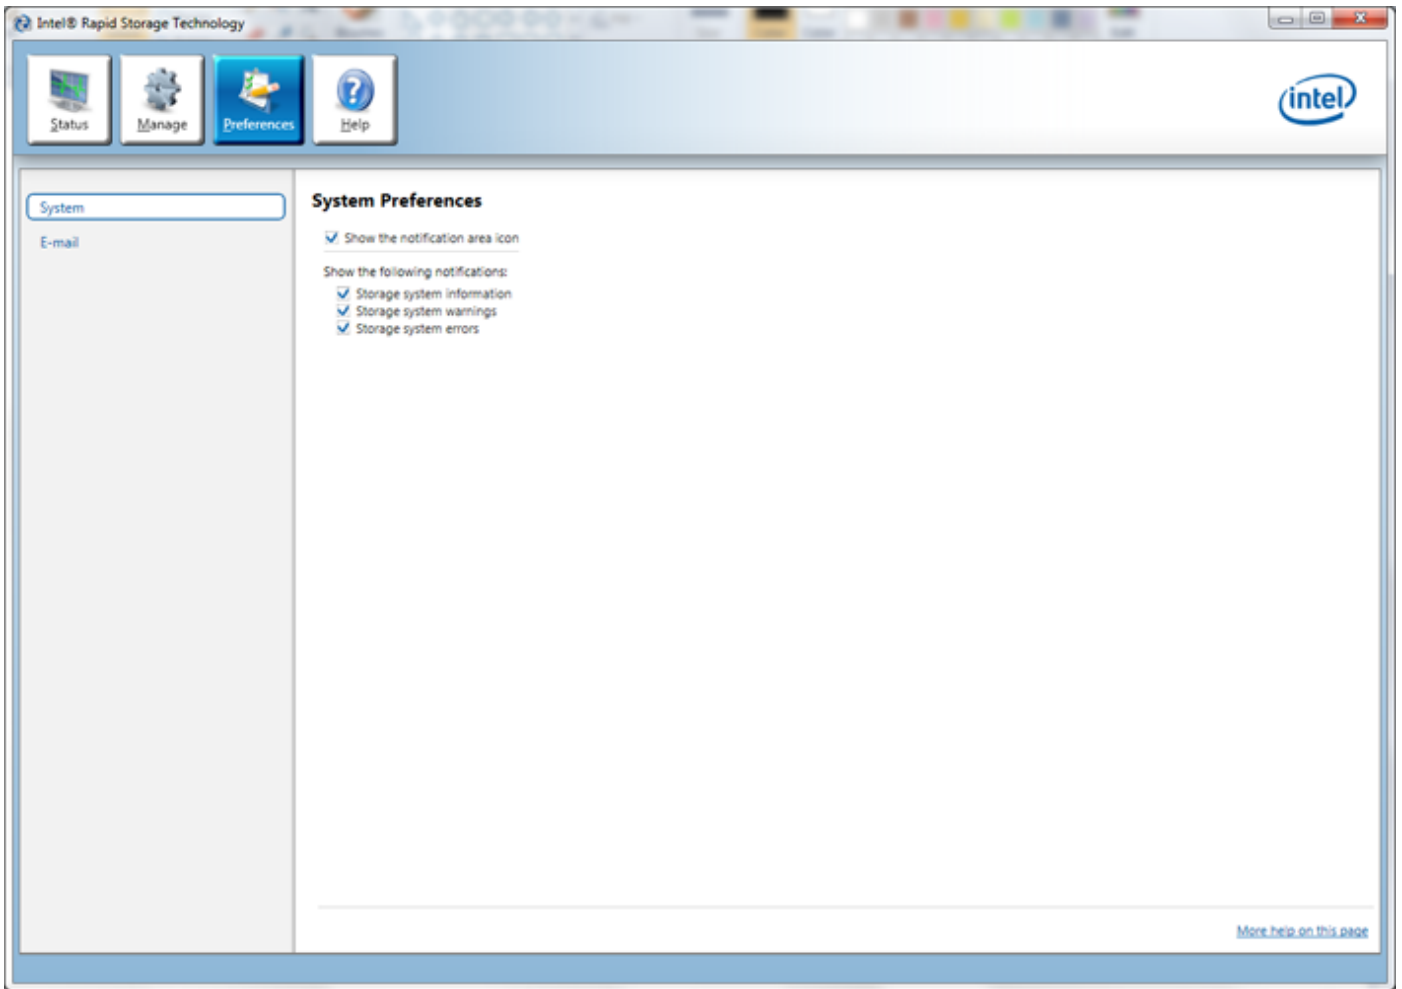 Intel® Rapid Storage Technology
Status
Manage
Preferences
Help
intel
System
E-mail
System Preferences
Show the notification area icon
Show the following notifications:
Storage system information
Storage system warnings
Storage system errors
More help on this page